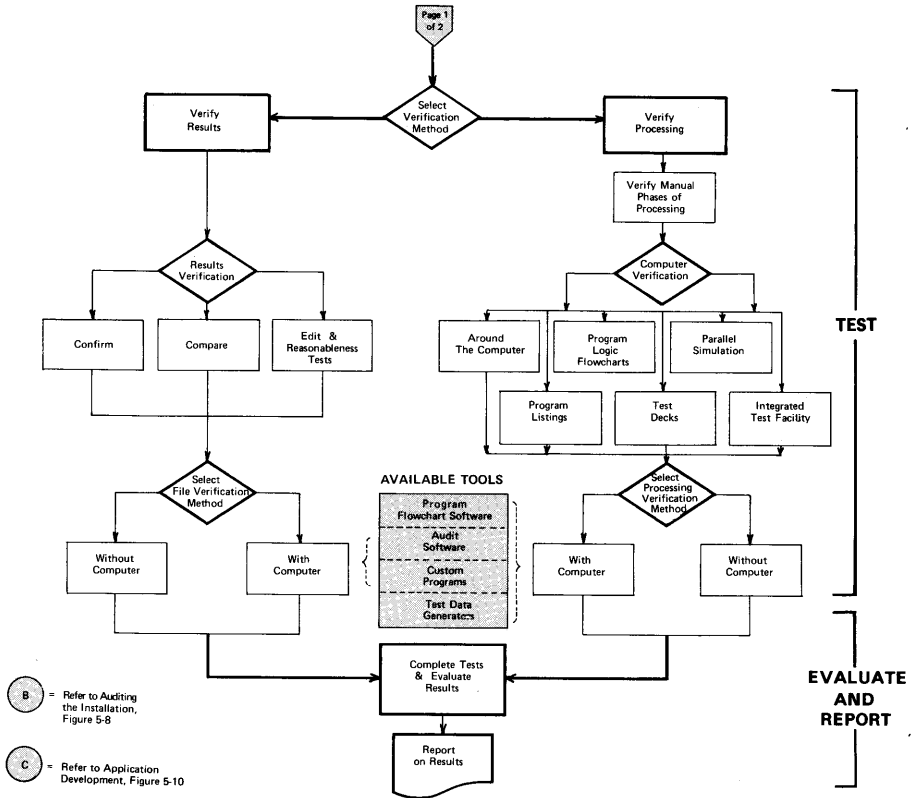 Page 1
of 2
Select
Verification
Method
Verify
Results
Verify
Processing
Verify Manual
Phases of
Processing
Results
Verification
Computer
Verification
Confirm
Compare
Edit &
Reasonableness
Tests
Around
The Computer
Program
Logic
Flowcharts
Parallel
Simulation
TEST
Program
Listings
Test
Decks
Integrated
Test Facility
Select
File Verification
Method
AVAILABLE TOOLS
Program
Flowchart Software
Audit
Software
Custom
Programs
Test Data
Generators
Select
Processing
Verification
Method
Without
Computer
With
Computer
With
Computer
Without
Computer
Complete Tests
& Evaluate
Results
EVALUATE
AND
REPORT
B = Refer to Auditing
the Installation,
Figure 5-8
Report
on Results
C = Refer to Application
Development, Figure 5-10